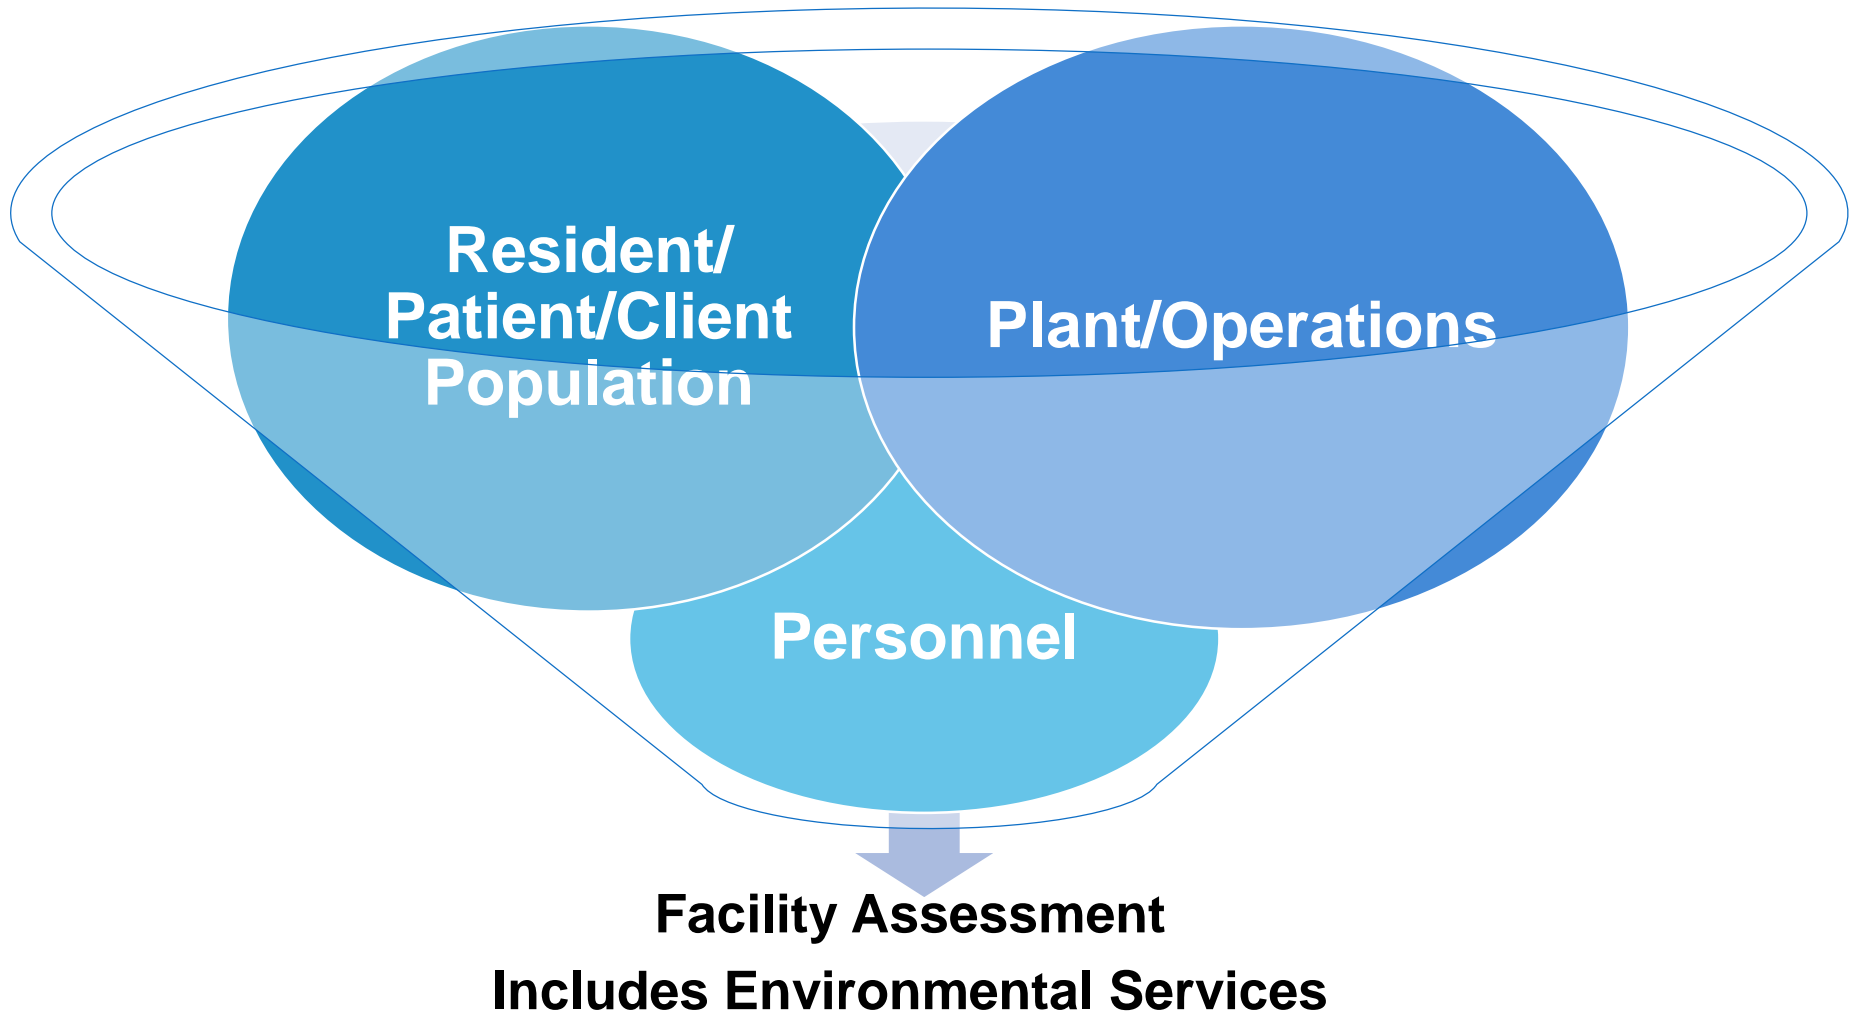 Resident/
Patient/Client
Population
Plant/Operations
Personnel
Facility Assessment
Includes Environmental Services